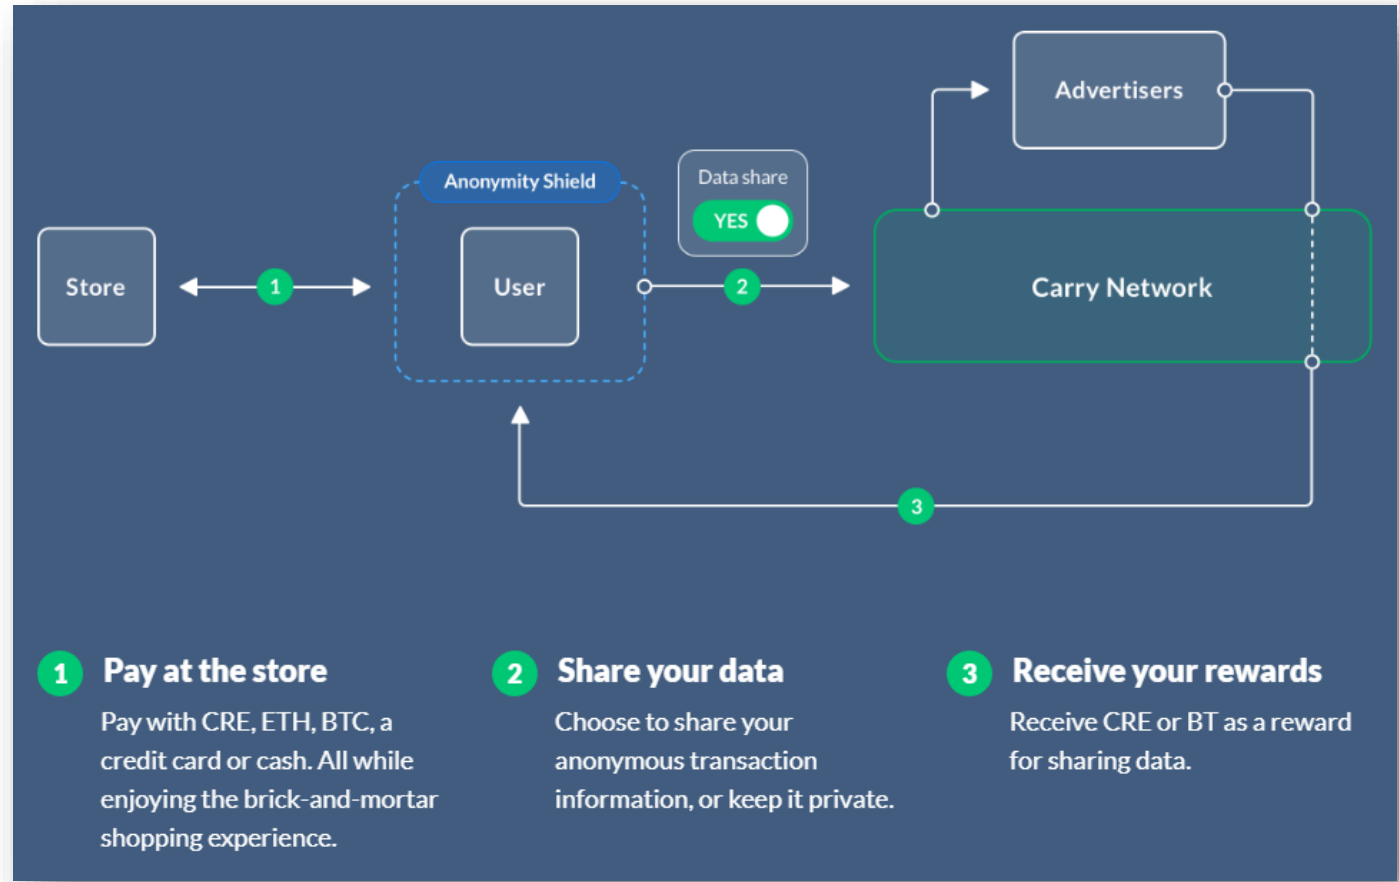 Advertisers
Anonymity Shield
Data share
YES
Store
1
User
2
Carry Network
3
1 Pay at the store
Pay with CRE, ETH, BTC, a
credit card or cash. All while
enjoying the brick-and-mortar
shopping experience.
2 Share your data
Choose to share your
anonymous transaction
information, or keep it private.
3 Receive your rewards
Receive CRE or BT as a reward
for sharing data.